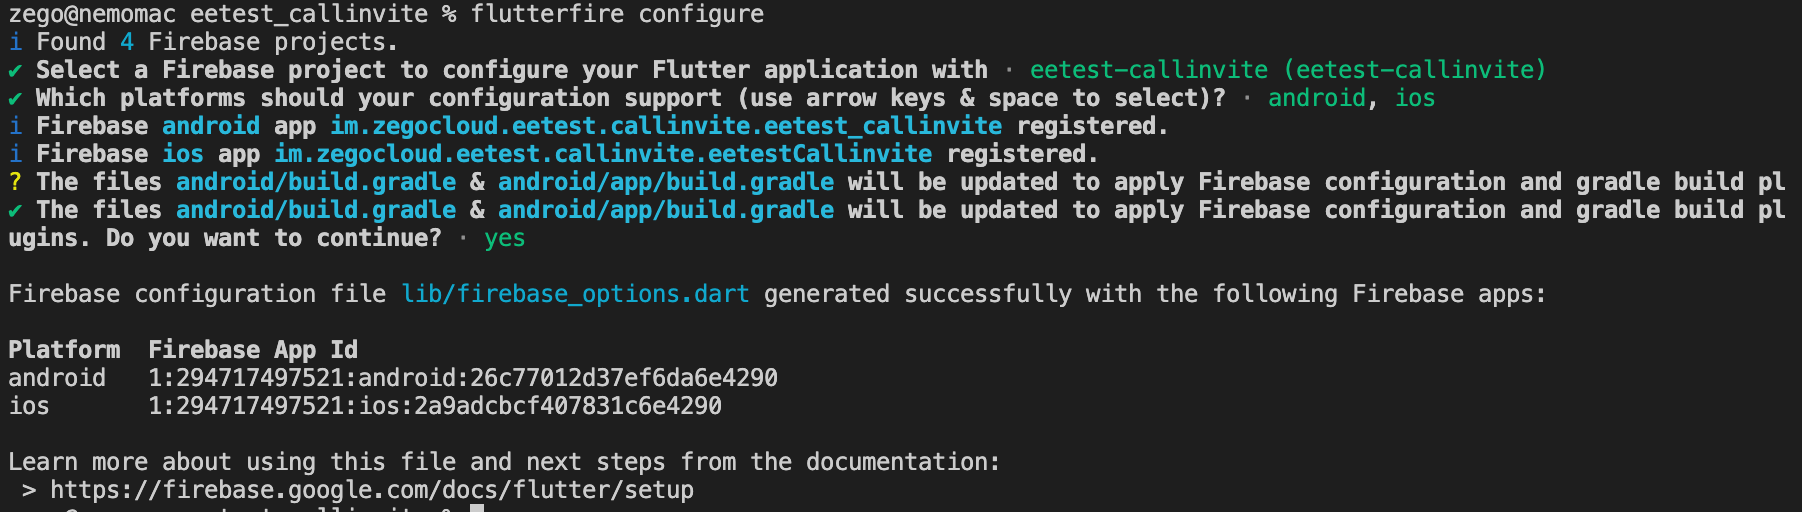 zego@nemomac eetest_callinvite % flutterfire configure
i Found 4 Firebase projects.
✔ Select a Firebase project to configure your Flutter application with · eetest-callinvite (eetest-callinvite)
✔ Which platforms should your configuration support (use arrow keys & space to select)? · android, ios
i Firebase android app im.zegocloud.eetest.callinvite.eetest_callinvite registered.
i Firebase ios app im.zegocloud.eetest.callinvite.eetestCallinvite registered.
? The files android/build.gradle & android/app/build.gradle will be updated to apply Firebase configuration and gradle build pl
✔ The files android/build.gradle & android/app/build.gradle will be updated to apply Firebase configuration and gradle build pl
ugins. Do you want to continue? · yes
Firebase configuration file lib/firebase_options.dart generated successfully with the following Firebase apps:
Platform  Firebase App Id
android   1:294717497521:android:26c77012d37ef6da6e4290
ios       1:294717497521:ios:2a9adcbcf407831c6e4290
Learn more about using this file and next steps from the documentation:
 > https://firebase.google.com/docs/flutter/setup